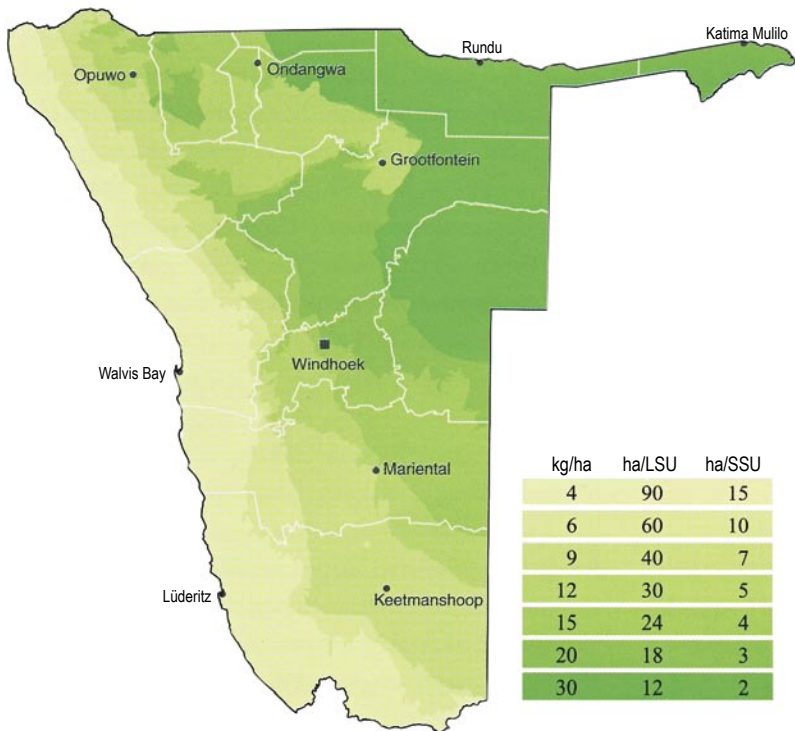 Katima Mulilo
Rundu
Opuwo
Ondangwa
Grootfontein
Windhoek
Walvis Bay
Mariental
Lüderitz
Keetmanshoop
kg/ha ha/LSU ha/SSU
4 90 15
6 60 10
9 40 7
12 30 5
15 24 4
20 18 3
30 12 2